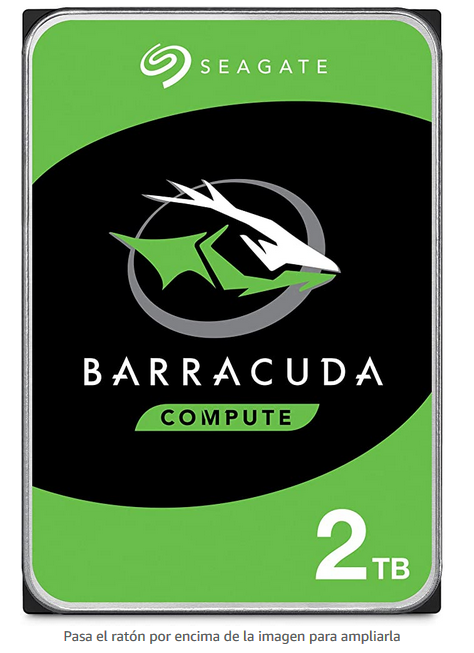 SEAGATE
BARRACUDA
COMPUTE
2TB
Pasa el ratón por encima de la imagen para ampliarla